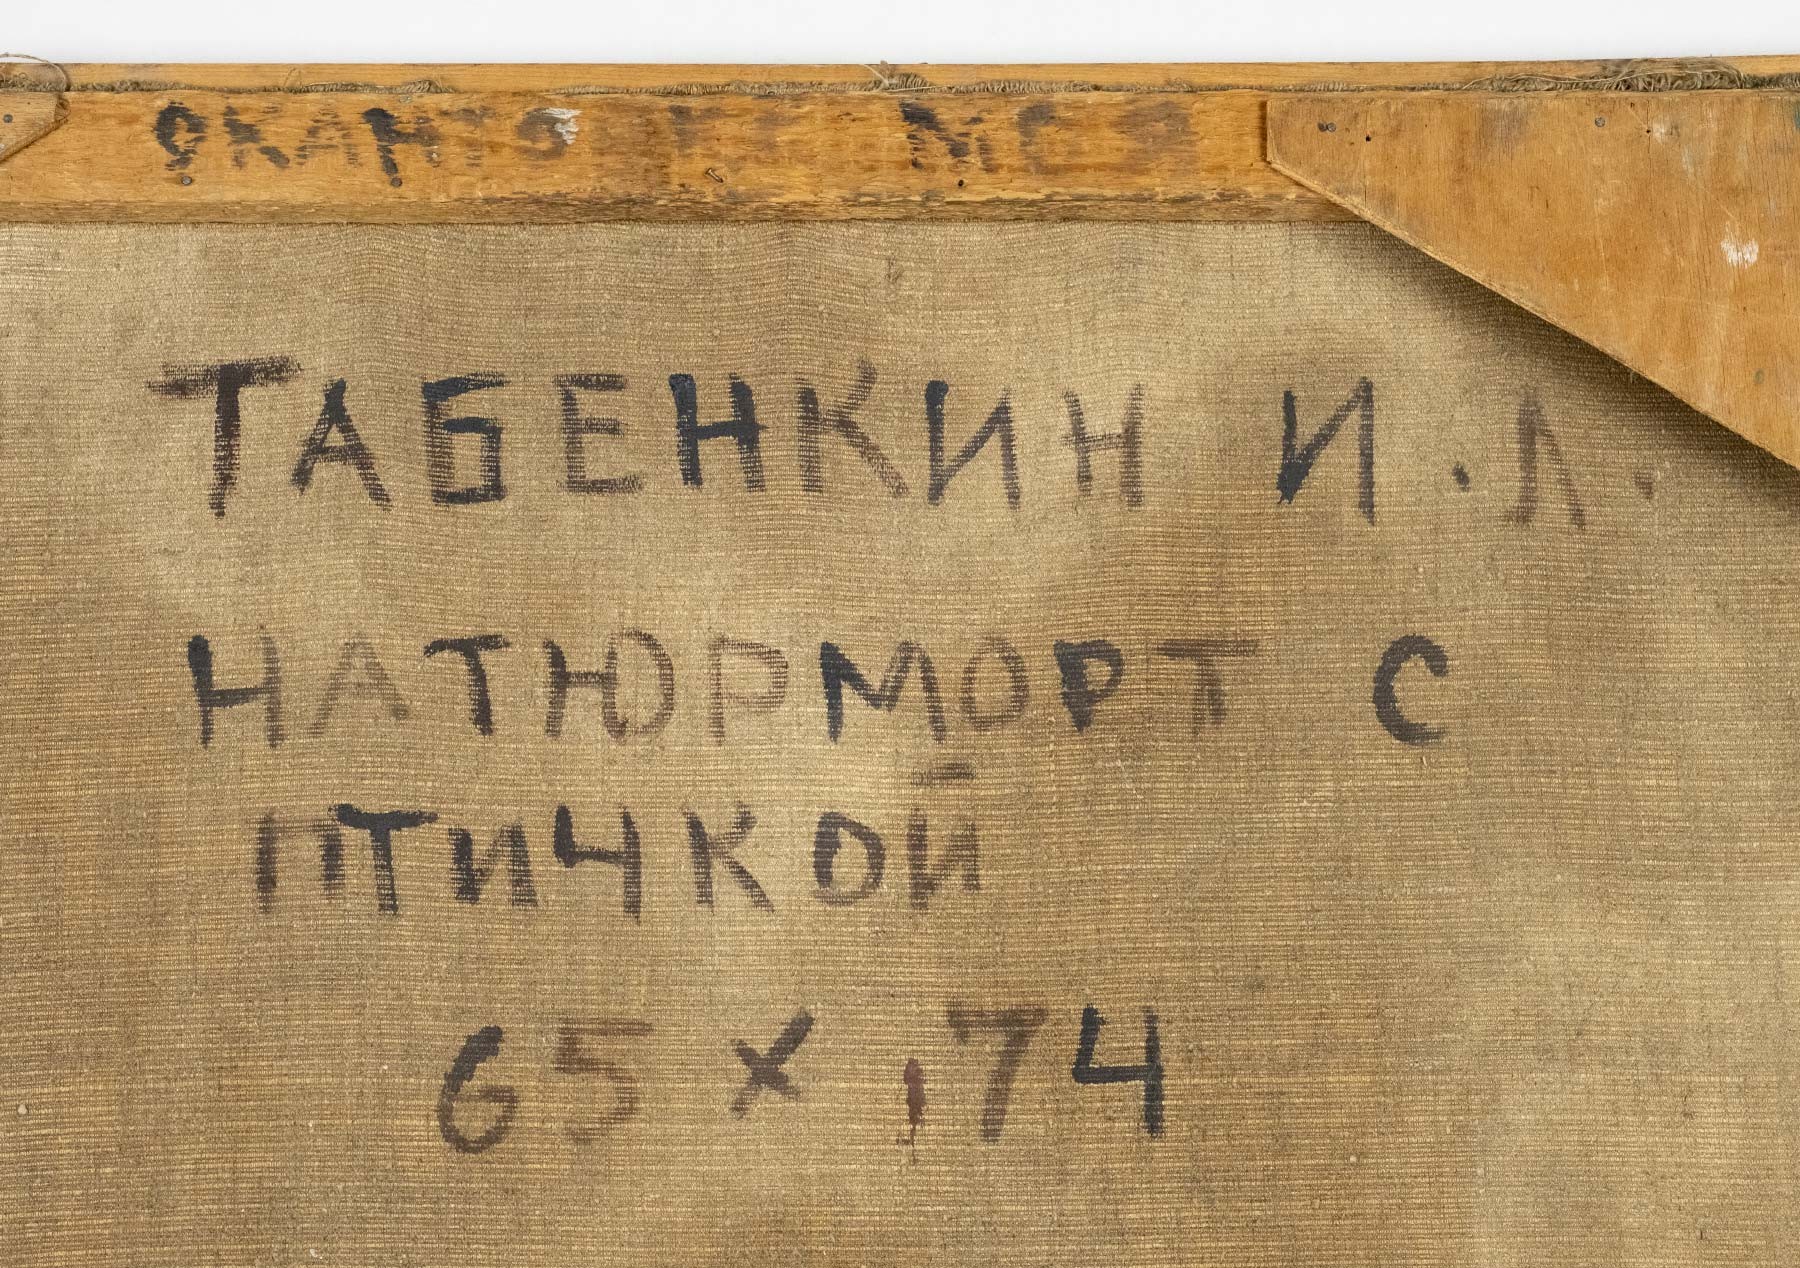 ТАБЕНКИН И.Л.
НАТЮРМОРТ С
ПТИЧКОЙ
65 x 74